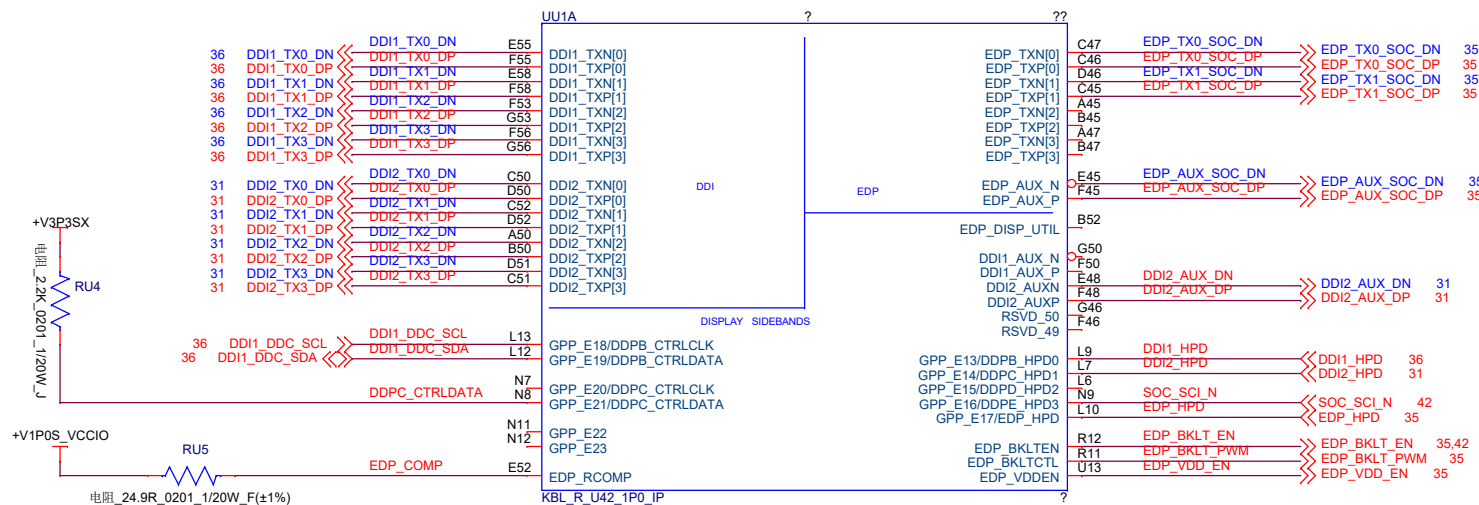 UU1A ? ??
36 DDI1_TX0_DN DDI1_TX0_DN E55 DDI1_TXN[0]
36 DDI1_TX0_DP DDI1_TX0_DP F55 DDI1_TXP[0]
36 DDI1_TX1_DN DDI1_TX1_DN E58 DDI1_TXN[1]
36 DDI1_TX1_DP DDI1_TX1_DP F58 DDI1_TXP[1]
36 DDI1_TX2_DN DDI1_TX2_DN F53 DDI1_TXN[2]
36 DDI1_TX2_DP DDI1_TX2_DP G53 DDI1_TXP[2]
36 DDI1_TX3_DN DDI1_TX3_DN F56 DDI1_TXN[3]
36 DDI1_TX3_DP DDI1_TX3_DP G56 DDI1_TXP[3]
31 DDI2_TX0_DN DDI2_TX0_DN C50 DDI2_TXN[0]
31 DDI2_TX0_DP DDI2_TX0_DP D50 DDI2_TXP[0]
31 DDI2_TX1_DN DDI2_TX1_DN C52 DDI2_TXN[1]
31 DDI2_TX1_DP DDI2_TX1_DP D52 DDI2_TXP[1]
31 DDI2_TX2_DN DDI2_TX2_DN A50 DDI2_TXN[2]
31 DDI2_TX2_DP DDI2_TX2_DP B50 DDI2_TXP[2]
31 DDI2_TX3_DN DDI2_TX3_DN D51 DDI2_TXN[3]
31 DDI2_TX3_DP DDI2_TX3_DP C51 DDI2_TXP[3]
+V3P3SX
电阻_2.2K_0201_1/20W_J
RU4
36 DDI1_DDC_SCL DDI1_DDC_SCL L13 GPP_E18/DDPB_CTRLCLK
36 DDI1_DDC_SDA DDI1_DDC_SDA L12 GPP_E19/DDPB_CTRLDATA
N7 GPP_E20/DDPC_CTRLCLK
DDPC_CTRLDATA N8 GPP_E21/DDPC_CTRLDATA
N11 GPP_E22
N12 GPP_E23
+V1P0S_VCCIO
RU5
EDP_COMP E52 EDP_RCOMP
电阻_24.9R_0201_1/20W_F(±1%)
DDI
EDP
DISPLAY SIDEBANDS
EDP_TXN[0] C47 EDP_TX0_SOC_DN EDP_TX0_SOC_DN 35
EDP_TXP[0] C46 EDP_TX0_SOC_DP EDP_TX0_SOC_DP 35
EDP_TXN[1] D46 EDP_TX1_SOC_DN EDP_TX1_SOC_DN 35
EDP_TXP[1] C45 EDP_TX1_SOC_DP EDP_TX1_SOC_DP 35
EDP_TXN[2] A45
EDP_TXP[2] B45
EDP_TXN[3] A47
EDP_TXP[3] B47
EDP_AUX_N E45 EDP_AUX_SOC_DN EDP_AUX_SOC_DN 35
EDP_AUX_P F45 EDP_AUX_SOC_DP EDP_AUX_SOC_DP 35
EDP_DISP_UTIL B52
DDI1_AUX_N G50
DDI1_AUX_P F50
DDI2_AUXN E48 DDI2_AUX_DN DDI2_AUX_DN 31
DDI2_AUXP F48 DDI2_AUX_DP DDI2_AUX_DP 31
RSVD_50 G46
RSVD_49 F46
GPP_E13/DDPB_HPD0 L9 DDI1_HPD DDI1_HPD 36
GPP_E14/DDPC_HPD1 L7 DDI2_HPD DDI2_HPD 31
GPP_E15/DDPD_HPD2 L6
GPP_E16/DDPE_HPD3 N9 SOC_SCI_N SOC_SCI_N 42
GPP_E17/EDP_HPD L10 EDP_HPD EDP_HPD 35
EDP_BKLTEN R12 EDP_BKLT_EN EDP_BKLT_EN 35,42
EDP_BKLTCTL R11 EDP_BKLT_PWM EDP_BKLT_PWM 35
EDP_VDDEN U13 EDP_VDD_EN EDP_VDD_EN 35
KBL_R_U42_1P0_IP ?